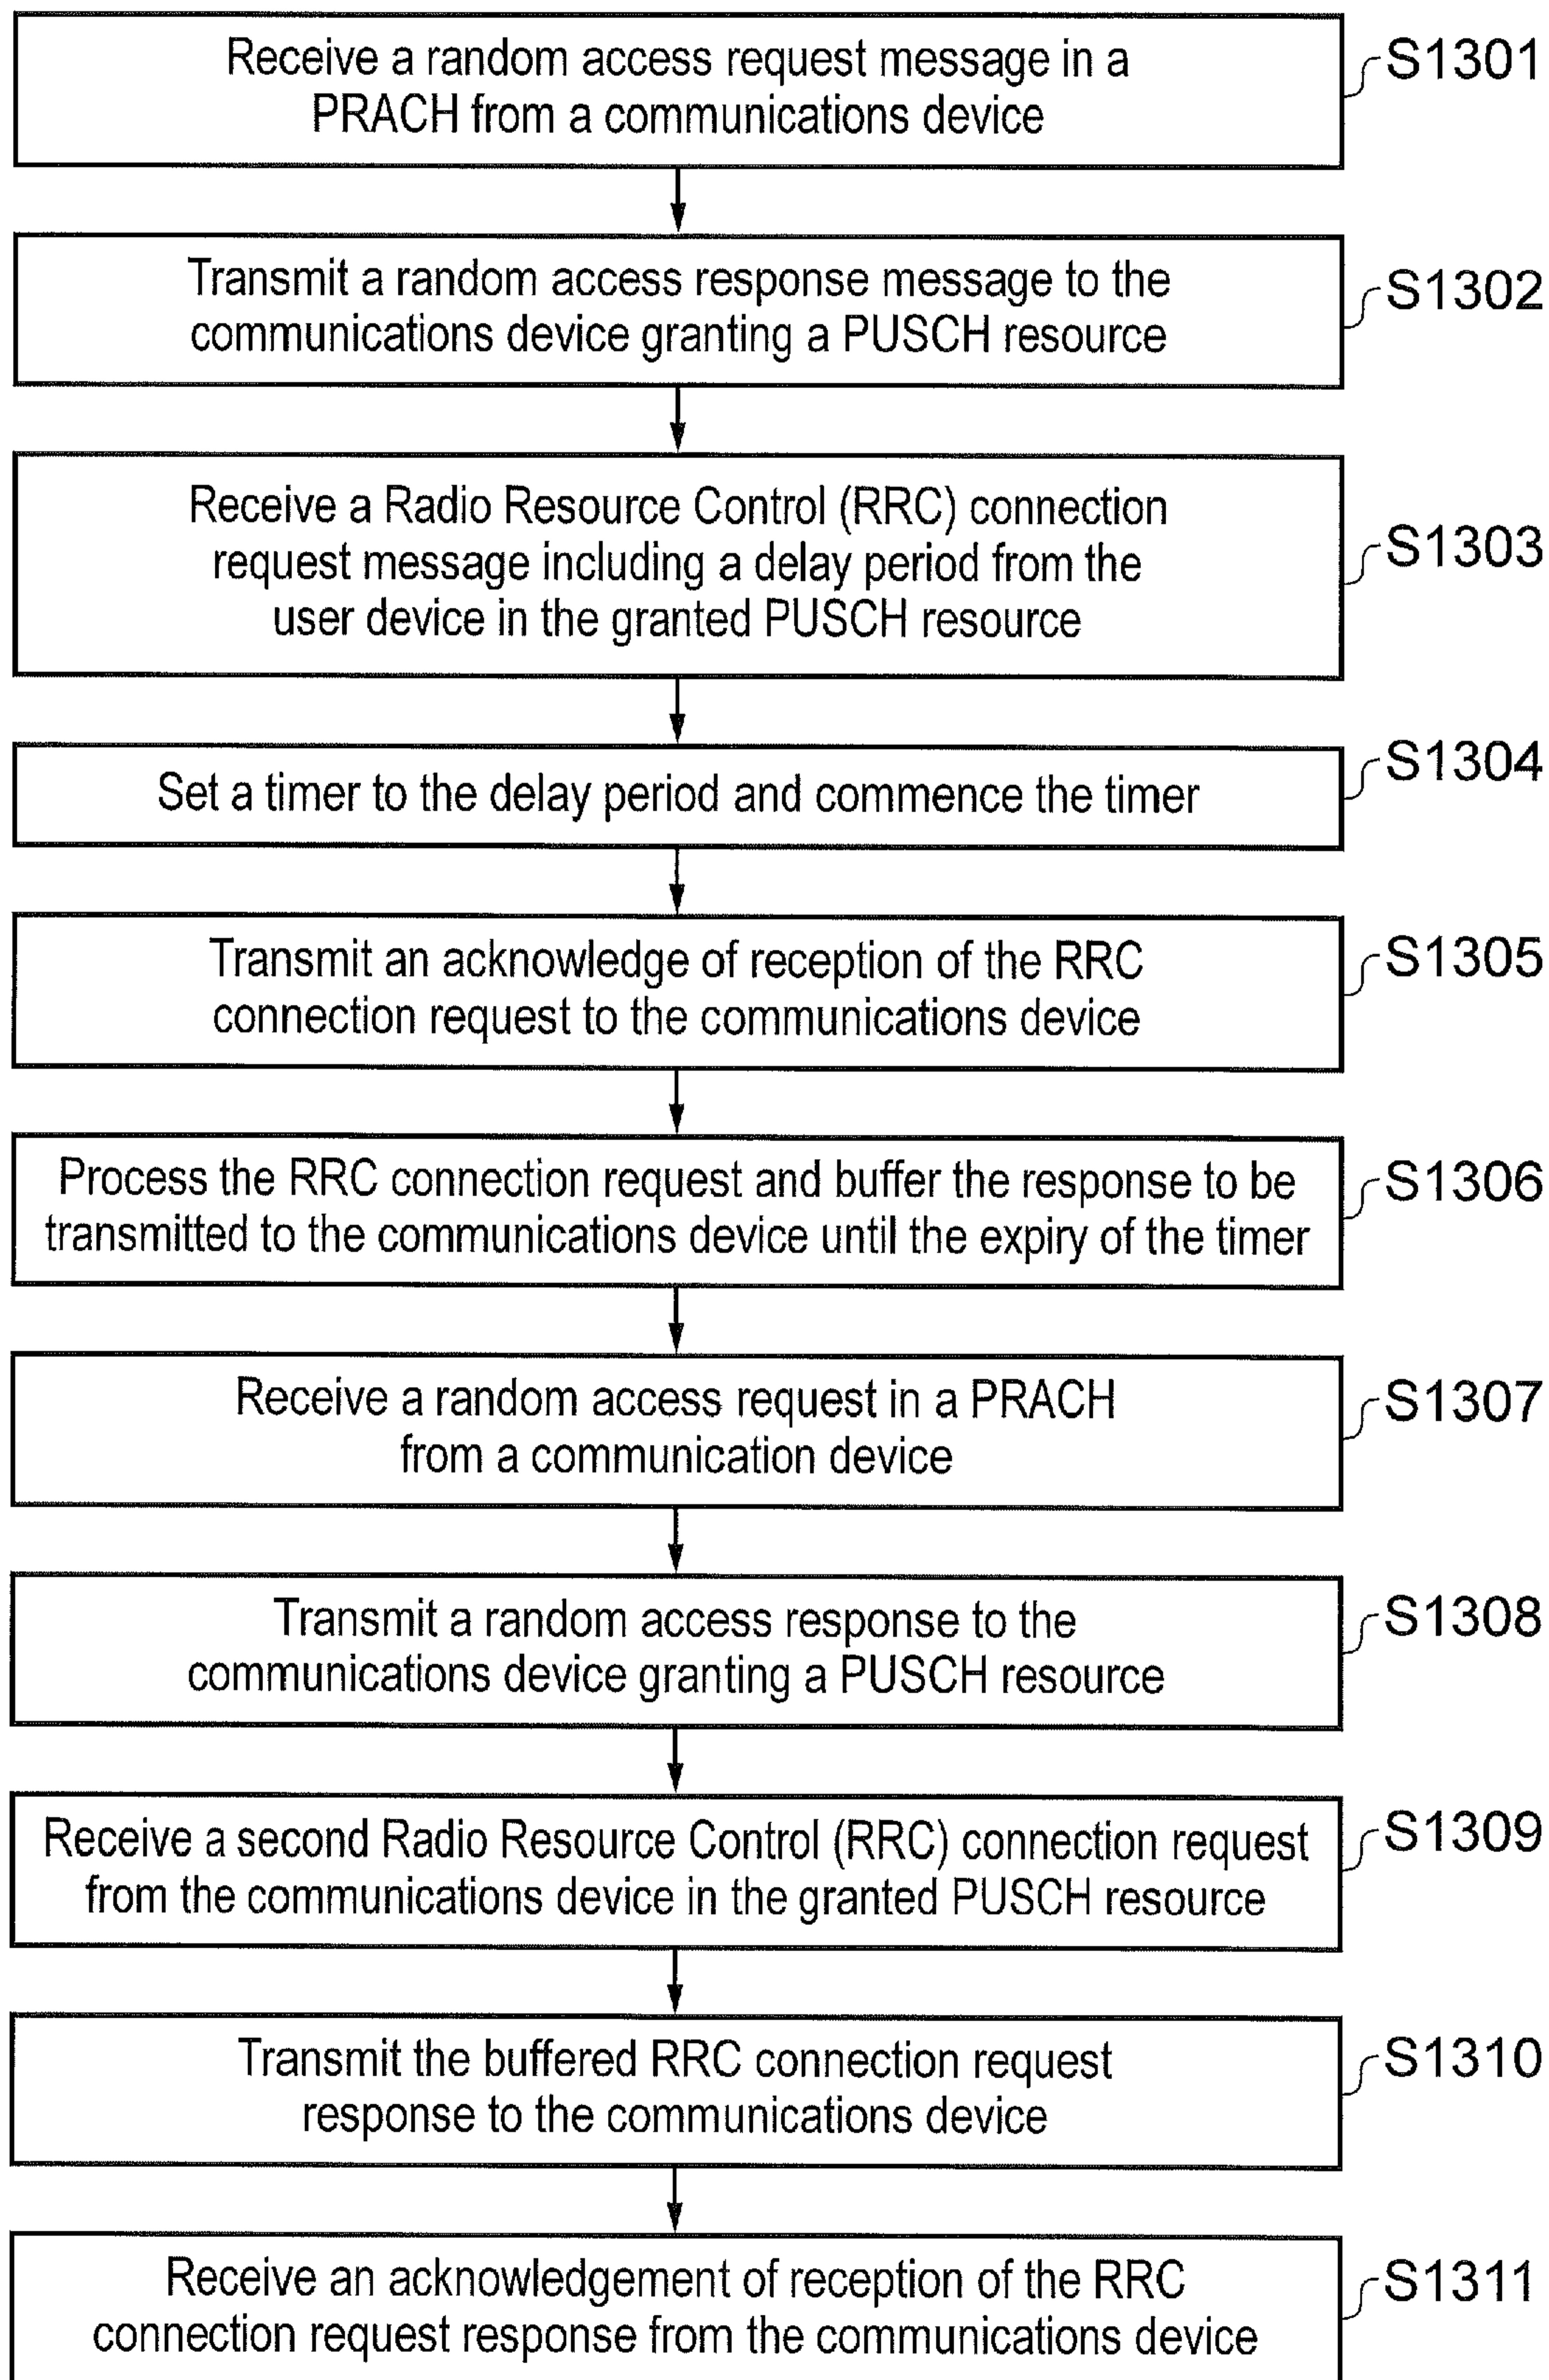 Receive a random access request message in a
PRACH from a communications device
S1301
Transmit a random access response message to the
communications device granting a PUSCH resource
S1302
Receive a Radio Resource Control (RRC) connection
request message including a delay period from the
user device in the granted PUSCH resource
S1303
Set a timer to the delay period and commence the timer
S1304
Transmit an acknowledge of reception of the RRC
connection request to the communications device
S1305
Process the RRC connection request and buffer the response to be
transmitted to the communications device until the expiry of the timer
S1306
Receive a random access request in a PRACH
from a communication device
S1307
Transmit a random access response to the
communications device granting a PUSCH resource
S1308
Receive a second Radio Resource Control (RRC) connection request
from the communications device in the granted PUSCH resource
S1309
Transmit the buffered RRC connection request
response to the communications device
S1310
Receive an acknowledgement of reception of the RRC
connection request response from the communications device
S1311